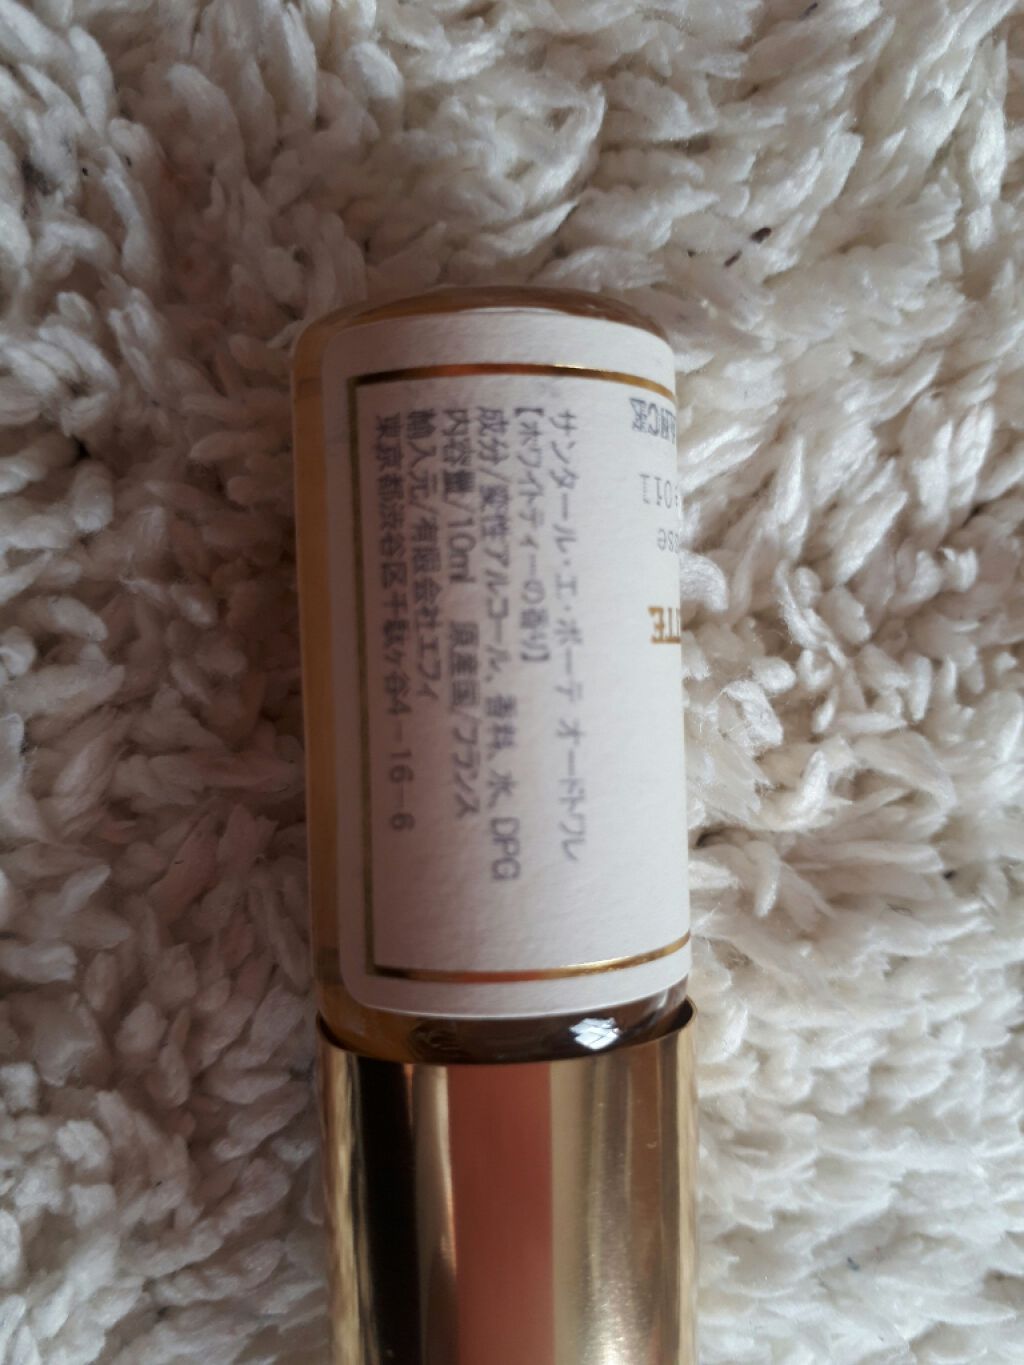 サンタール・エ・ボーテ オードトワレ
【ホワイトティーの香り】
成分/変性アルコール、香料、水、DPG
内容量/10ml 原産国/フランス
輸入元/有限会社エフィ
東京都渋谷区千駄ヶ谷4-16-6